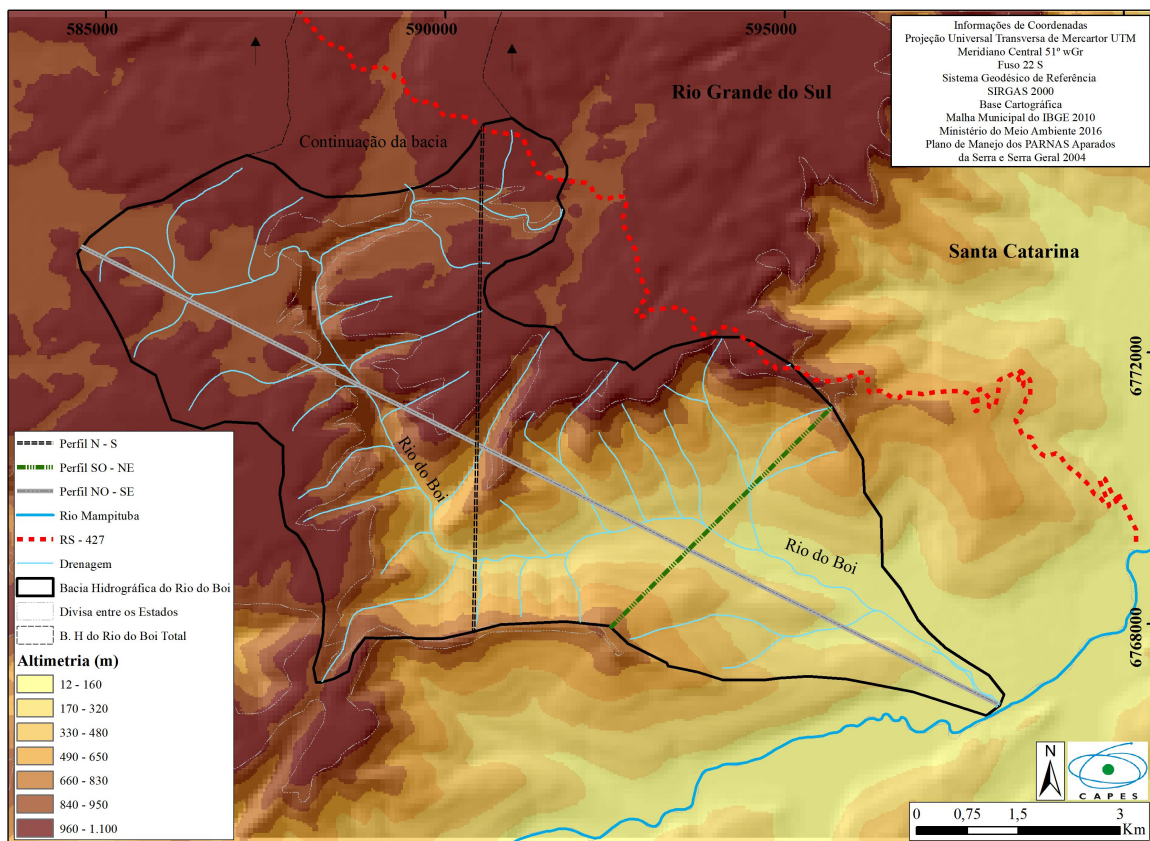 585000
590000
595000
Informações de Coordenadas
Projeção Universal Transversa de Mercartor UTM
Meridiano Central 51º wGr
Fuso 22 S
Sistema Geodésico de Referência
SIRGAS 2000
Base Cartográfica
Malha Municipal do IBGE 2010
Ministério do Meio Ambiente 2016
Plano de Manejo dos PARNAS Aparados
da Serra e Serra Geral 2004
Rio Grande do Sul
Continuação da bacia
Santa Catarina
6772000
Rio do Boi
Rio do Boi
6768000
Perfil N - S
Perfil SO - NE
Perfil NO - SE
Rio Mampituba
RS - 427
Drenagem
Bacia Hidrográfica do Rio do Boi
Divisa entre os Estados
B. H do Rio do Boi Total
Altimetria (m)
12 - 160
170 - 320
330 - 480
490 - 650
660 - 830
840 - 950
960 - 1.100
N
CAPES
0 0,75 1,5 3
Km